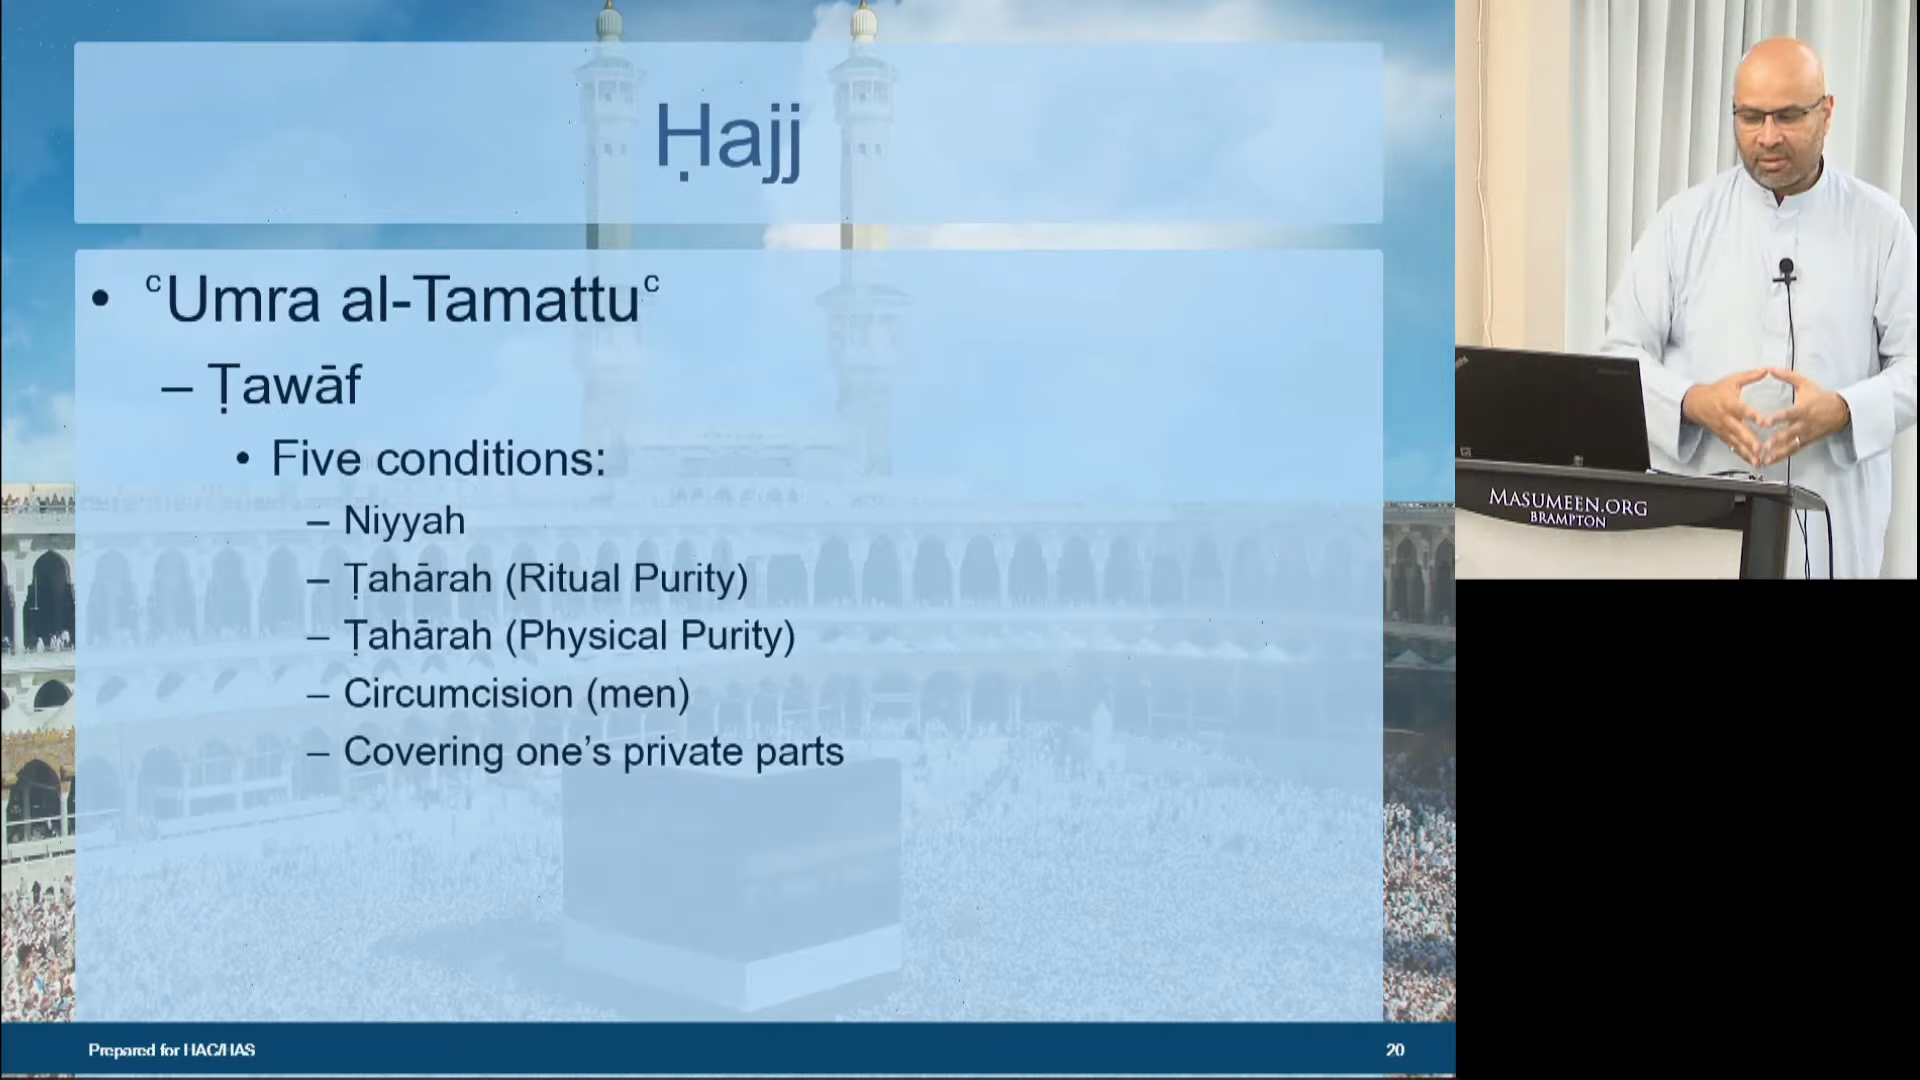 Ḥajj
• ᶜUmra al-Tamattuᶜ
– Ṭawāf
• Five conditions:
– Niyyah
– Ṭahārah (Ritual Purity)
– Ṭahārah (Physical Purity)
– Circumcision (men)
– Covering one’s private parts
Prepared for HAC/HAS
20
MASUMEEN.ORG
BRAMPTON